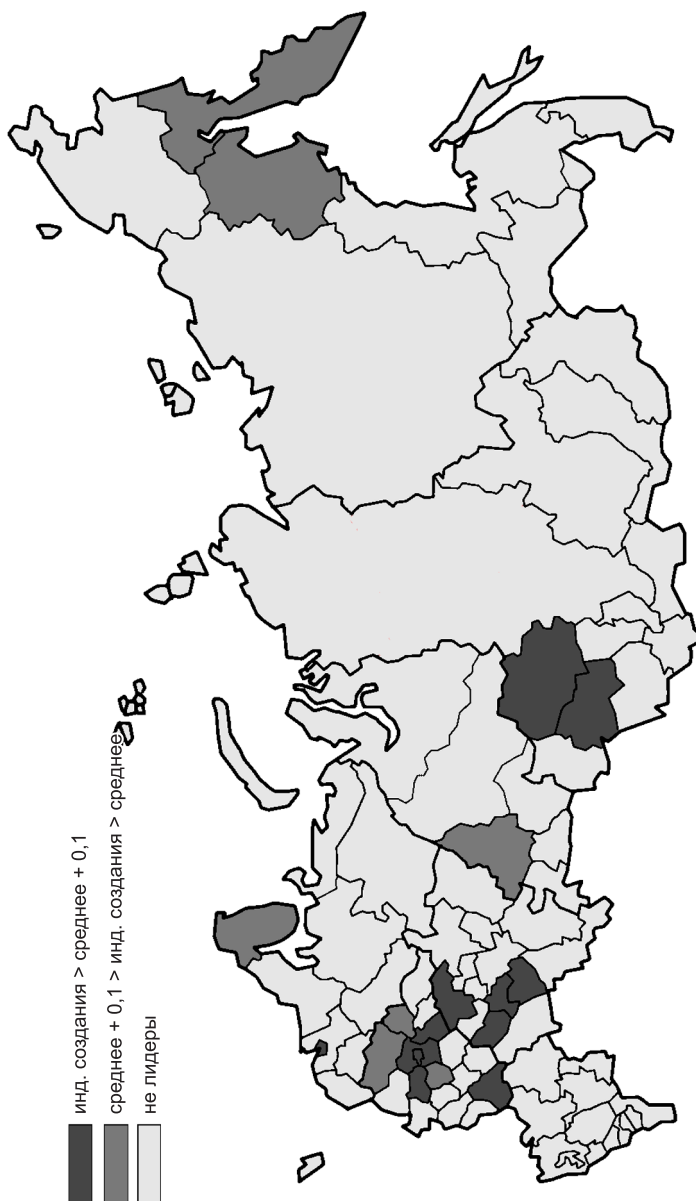 инд. создания > среднее + 0,1
среднее + 0,1 > инд. создания > среднее
не лидеры